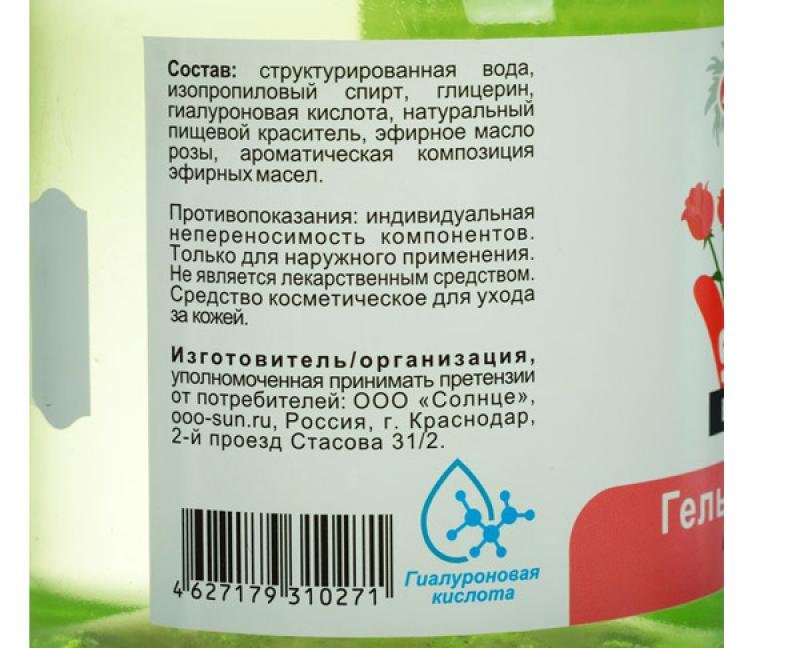 Состав: структурированная вода,
изопропиловый спирт, глицерин,
гиалуроновая кислота, натуральный
пищевой краситель, эфирное масло
розы, ароматическая композиция
эфирных масел.
Противопоказания: индивидуальная
непереносимость компонентов.
Только для наружного применения.
Не является лекарственным средством.
Средство косметическое для ухода
за кожей.
Изготовитель/организация,
уполномоченная принимать претензии
от потребителей: ООО «Солнце»,
ooo-sun.ru, Россия, г. Краснодар,
2-й проезд Стасова 31/2.
Гиалуроновая
кислота
4 627179 310271
Гель